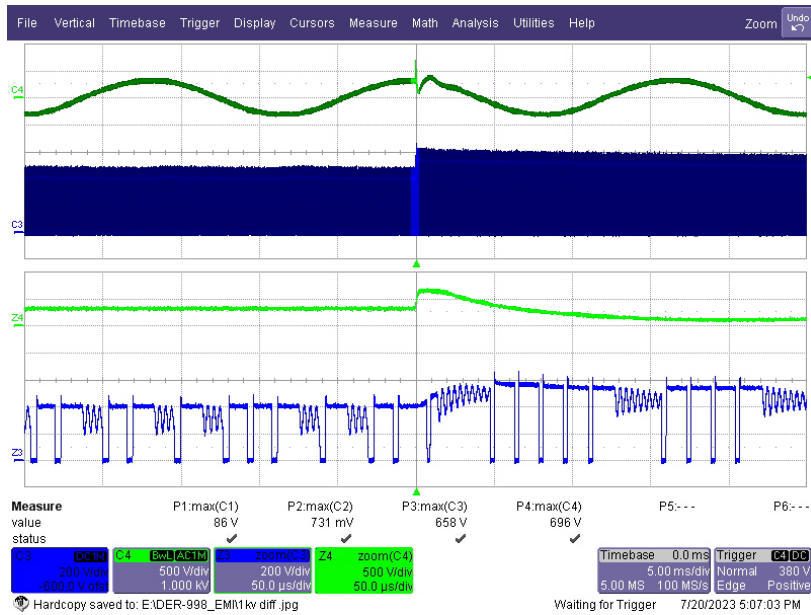 File Vertical Timebase Trigger Display Cursors Measure Math Analysis Utilities Help Zoom Undo
C4
C3
Z4
Z3
Measure P1:max(C1) P2:max(C2) P3:max(C3) P4:max(C4) P5:--- P6:---
value 86 V 731 mV 658 V 696 V
status
C3 DC1M C4 BwL AC1M Z3 zoom(C3) Z4 zoom(C4) Timebase 0.0 ms Trigger C4 DC
200 V/div 500 V/div 200 V/div 500 V/div 5.00 ms/div Normal 380 V
-600.0 V ofst 1.000 kV 50.0 µs/div 50.0 µs/div 5.00 MS 100 MS/s Edge Positive
Hardcopy saved to: E:\DER-998_EMI\1kv diff .jpg Waiting for Trigger 7/20/2023 5:07:03 PM